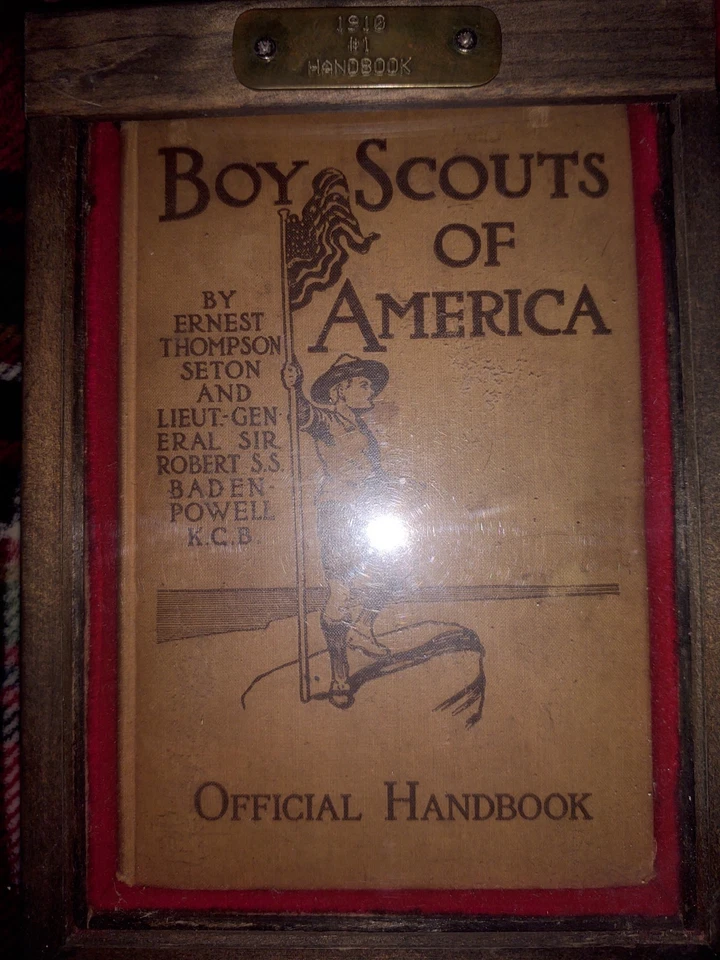 1910
#1
HANDBOOK
BOY SCOUTS
OF
AMERICA
BY
ERNEST
THOMPSON
SETON
AND
LIEUT.-GEN-
ERAL SIR
ROBERT S.S.
BADEN-
POWELL
K.C.B.
OFFICIAL HANDBOOK